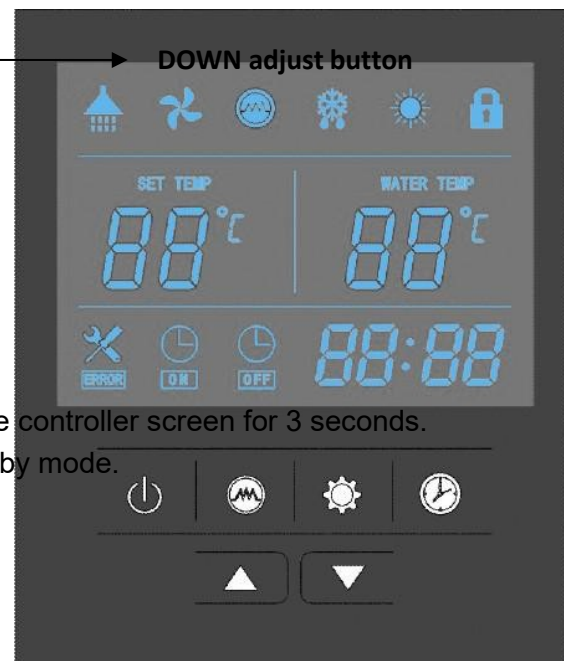 DOWN adjust button
SET TEMP WATER TEMP
88°C 88°C
ERROR ON OFF 88:88
e controller screen for 3 seconds.
by mode.